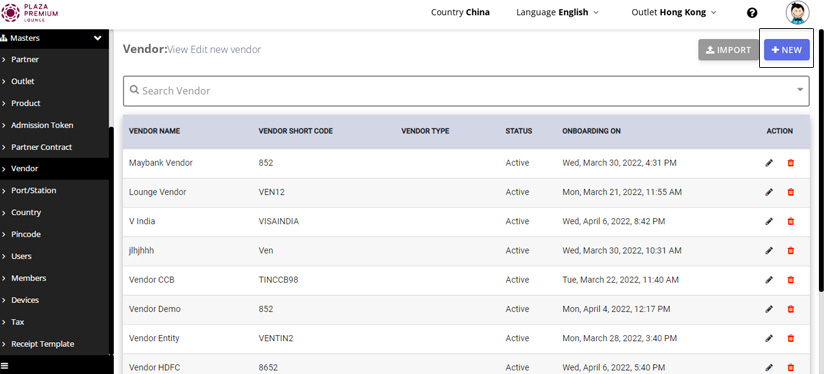 PLAZA
PREMIUM
LOUNGE
Country China
Language English
Outlet Hong Kong
?
Masters
Partner
Outlet
Product
Admission Token
Partner Contract
Vendor
Port/Station
Country
Pincode
Users
Members
Devices
Tax
Receipt Template
Vendor:View Edit new vendor
IMPORT
+ NEW
Search Vendor
VENDOR NAME VENDOR SHORT CODE VENDOR TYPE STATUS ONBOARDING ON ACTION
Maybank Vendor 852 Active Wed, March 30, 2022, 4:31 PM
Lounge Vendor VEN12 Active Mon, March 21, 2022, 11:55 AM
V India VISAINDIA Active Wed, April 6, 2022, 8:42 PM
jlhjhhh Ven Active Wed, March 30, 2022, 10:31 AM
Vendor CCB TINCCB98 Active Tue, March 22, 2022, 11:40 AM
Vendor Demo 852 Active Mon, April 4, 2022, 12:17 PM
Vendor Entity VENTIN2 Active Mon, March 28, 2022, 3:40 PM
Vendor HDFC 8652 Active Wed, April 6, 2022, 5:40 PM